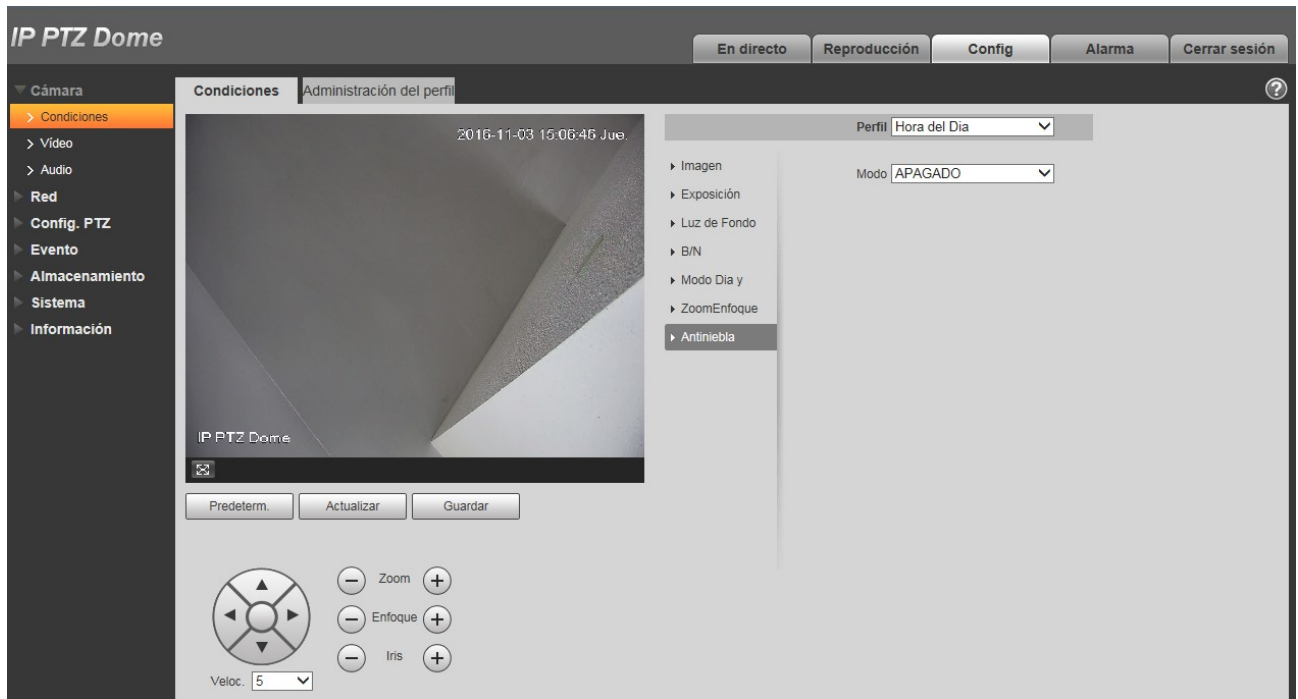 IP PTZ Dome
En directo
Reproducción
Config
Alarma
Cerrar sesión
Cámara
Condiciones
Vídeo
Audio
Red
Config. PTZ
Evento
Almacenamiento
Sistema
Información
Condiciones
Administración del perfil
?
2016-11-03 15:06:46 Jue.
IP PTZ Dome
Predeterm.
Actualizar
Guardar
Zoom
Enfoque
Iris
Veloc. 5
Perfil Hora del Dia
Imagen
Exposición
Luz de Fondo
B/N
Modo Dia y
ZoomEnfoque
Antiniebla
Modo APAGADO